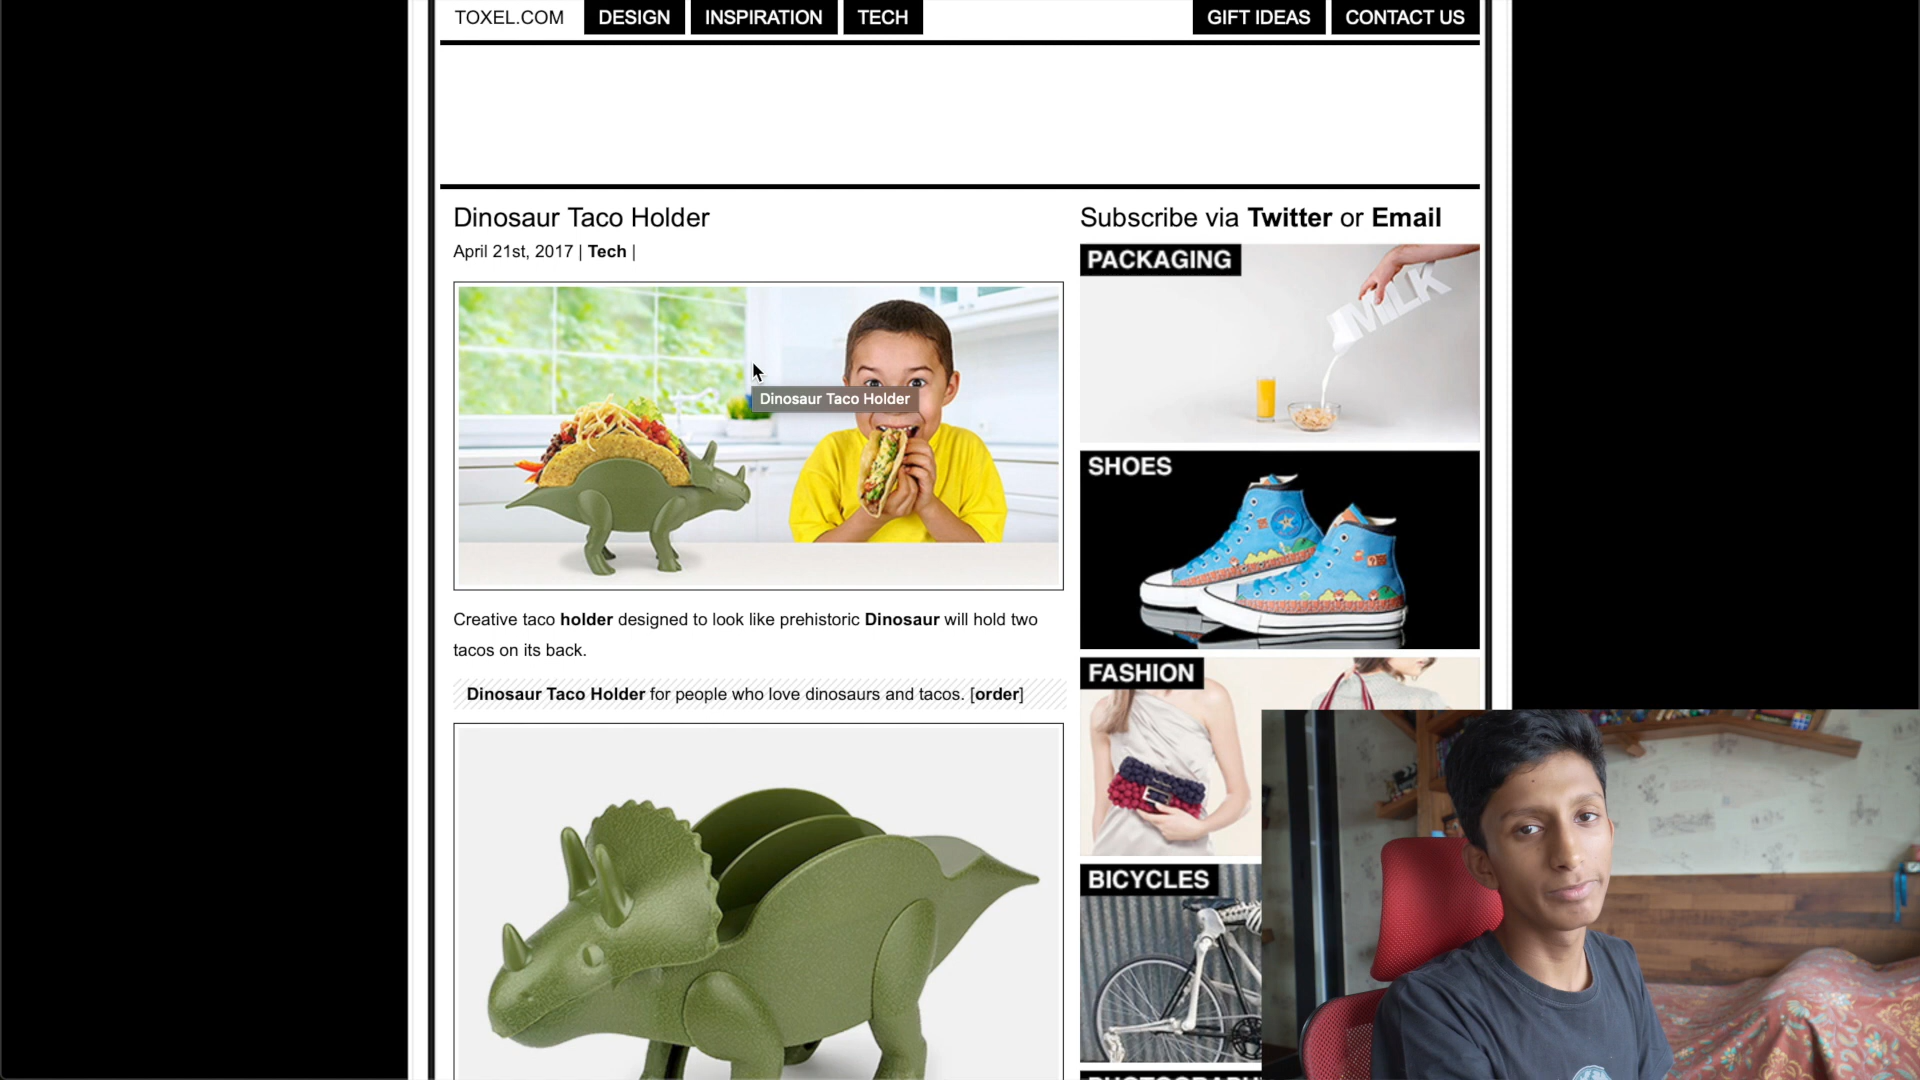 TOXEL.COM DESIGN INSPIRATION TECH GIFT IDEAS CONTACT US
Dinosaur Taco Holder
April 21st, 2017 | Tech |
Dinosaur Taco Holder
Creative taco holder designed to look like prehistoric Dinosaur will hold two
tacos on its back.
Dinosaur Taco Holder for people who love dinosaurs and tacos. [order]
Subscribe via Twitter or Email
PACKAGING
MILK
SHOES
FASHION
BICYCLES